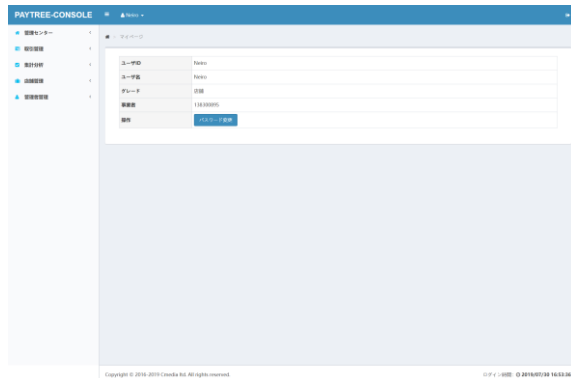 PAYTREE-CONSOLE
Neiro
管理センター
取引管理
集計分析
店舗管理
管理者管理
マイページ
ユーザID Neiro
ユーザ名 Neiro
グレード 店舗
事業者
操作 パスワード変更
Copyright © 2016-2019 Cmedia ltd. All rights reserved.
ログイン時間: 2019/07/30 16:53:36